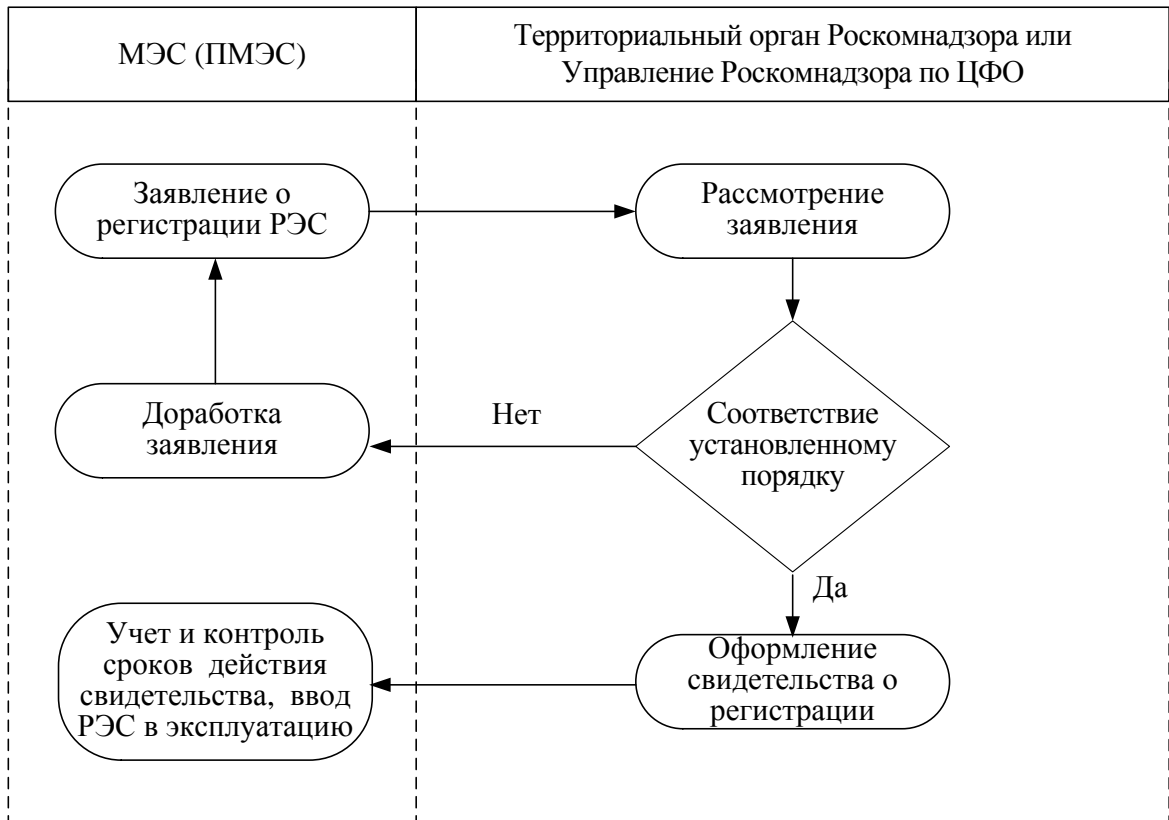 МЭС (ПМЭС)
Территориальный орган Роскомнадзора или
Управление Роскомнадзора по ЦФО
Заявление о
регистрации РЭС
Рассмотрение
заявления
Доработка
заявления
Нет
Соответствие
установленному
порядку
Да
Учет и контроль
сроков действия
свидетельства, ввод
РЭС в эксплуатацию
Оформление
свидетельства о
регистрации